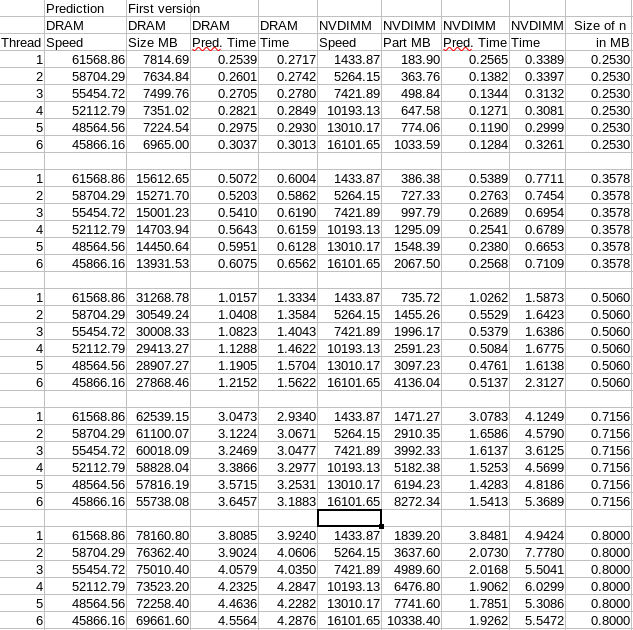 Prediction First version
DRAM DRAM DRAM DRAM NVDIMM NVDIMM NVDIMM NVDIMM Size of n
Thread Speed Size MB Pred. Time Time Speed Part MB Pred. Time Time in MB
1 61568.86 7814.69 0.2539 0.2717 1433.87 183.90 0.2565 0.3389 0.2530
2 58704.29 7634.84 0.2601 0.2742 5264.15 363.76 0.1382 0.3397 0.2530
3 55454.72 7499.76 0.2705 0.2780 7421.89 498.84 0.1344 0.3132 0.2530
4 52112.79 7351.02 0.2821 0.2849 10193.13 647.58 0.1271 0.3081 0.2530
5 48564.56 7224.54 0.2975 0.2930 13010.17 774.06 0.1190 0.2999 0.2530
6 45866.16 6965.00 0.3037 0.3013 16101.65 1033.59 0.1284 0.3261 0.2530
1 61568.86 15612.65 0.5072 0.6004 1433.87 386.38 0.5389 0.7711 0.3578
2 58704.29 15271.70 0.5203 0.5862 5264.15 727.33 0.2763 0.7454 0.3578
3 55454.72 15001.23 0.5410 0.6190 7421.89 997.79 0.2689 0.6954 0.3578
4 52112.79 14703.94 0.5643 0.6159 10193.13 1295.09 0.2541 0.6789 0.3578
5 48564.56 14450.64 0.5951 0.6128 13010.17 1548.39 0.2380 0.6653 0.3578
6 45866.16 13931.53 0.6075 0.6562 16101.65 2067.50 0.2568 0.7109 0.3578
1 61568.86 31268.78 1.0157 1.3334 1433.87 735.72 1.0262 1.5873 0.5060
2 58704.29 30549.24 1.0408 1.3584 5264.15 1455.26 0.5529 1.6423 0.5060
3 55454.72 30008.33 1.0823 1.4043 7421.89 1996.17 0.5379 1.6386 0.5060
4 52112.79 29413.27 1.1288 1.4622 10193.13 2591.23 0.5084 1.6775 0.5060
5 48564.56 28907.27 1.1905 1.5704 13010.17 3097.23 0.4761 1.6138 0.5060
6 45866.16 27868.46 1.2152 1.5622 16101.65 4136.04 0.5137 2.3127 0.5060
1 61568.86 62539.15 3.0473 2.9340 1433.87 1471.27 3.0783 4.1249 0.7156
2 58704.29 61100.07 3.1224 3.0671 5264.15 2910.35 1.6586 4.5790 0.7156
3 55454.72 60018.09 3.2469 3.0477 7421.89 3992.33 1.6137 3.6125 0.7156
4 52112.79 58828.04 3.3866 3.2977 10193.13 5182.38 1.5253 4.5699 0.7156
5 48564.56 57816.19 3.5715 3.2531 13010.17 6194.23 1.4283 4.8186 0.7156
6 45866.16 55738.08 3.6457 3.1883 16101.65 8272.34 1.5413 5.3689 0.7156
1 61568.86 78160.80 3.8085 3.9240 1433.87 1839.20 3.8481 4.9424 0.8000
2 58704.29 76362.40 3.9024 4.0606 5264.15 3637.60 2.0730 7.7780 0.8000
3 55454.72 75010.40 4.0579 4.0350 7421.89 4989.60 2.0168 5.5041 0.8000
4 52112.79 73523.20 4.2325 4.2847 10193.13 6476.80 1.9062 6.0299 0.8000
5 48564.56 72258.40 4.4636 4.2282 13010.17 7741.60 1.7851 5.3086 0.8000
6 45866.16 69661.60 4.5564 4.2876 16101.65 10338.40 1.9262 5.5472 0.8000